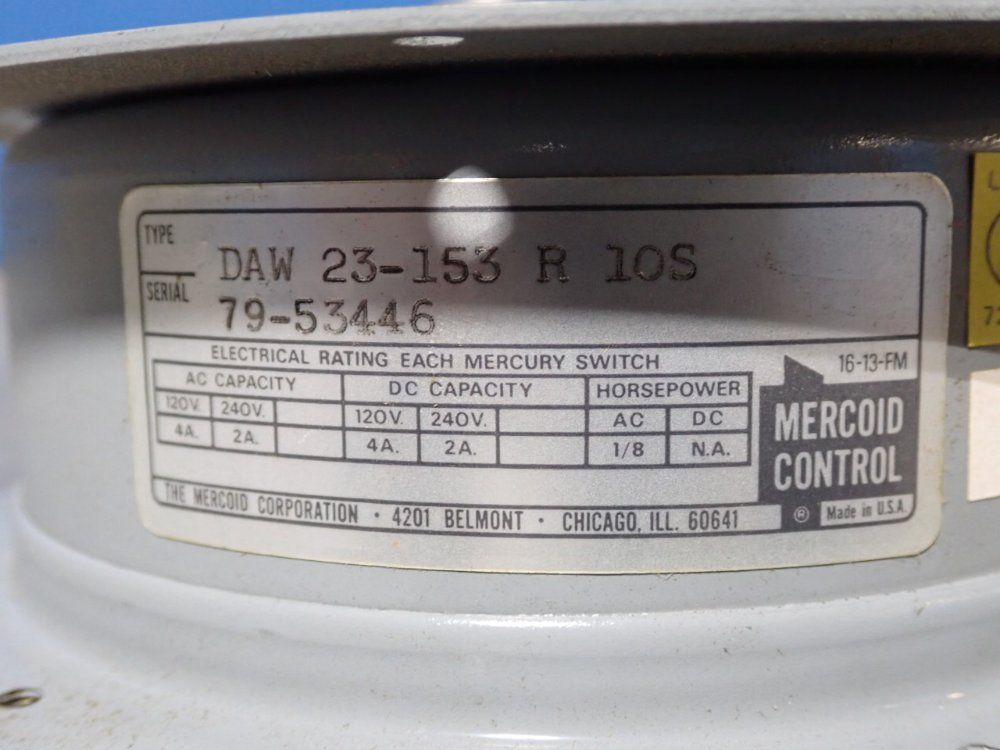 TYPE DAW 23-153 R 10S
SERIAL 79-53446
ELECTRICAL RATING EACH MERCURY SWITCH
16-13-FM
AC CAPACITY DC CAPACITY HORSEPOWER
120V. 240V. 120V. 240V. AC DC
4A. 2A. 4A. 2A. 1/8 N.A.
MERCOID
CONTROL
THE MERCOID CORPORATION • 4201 BELMONT • CHICAGO, ILL. 60641
® Made in U.S.A.